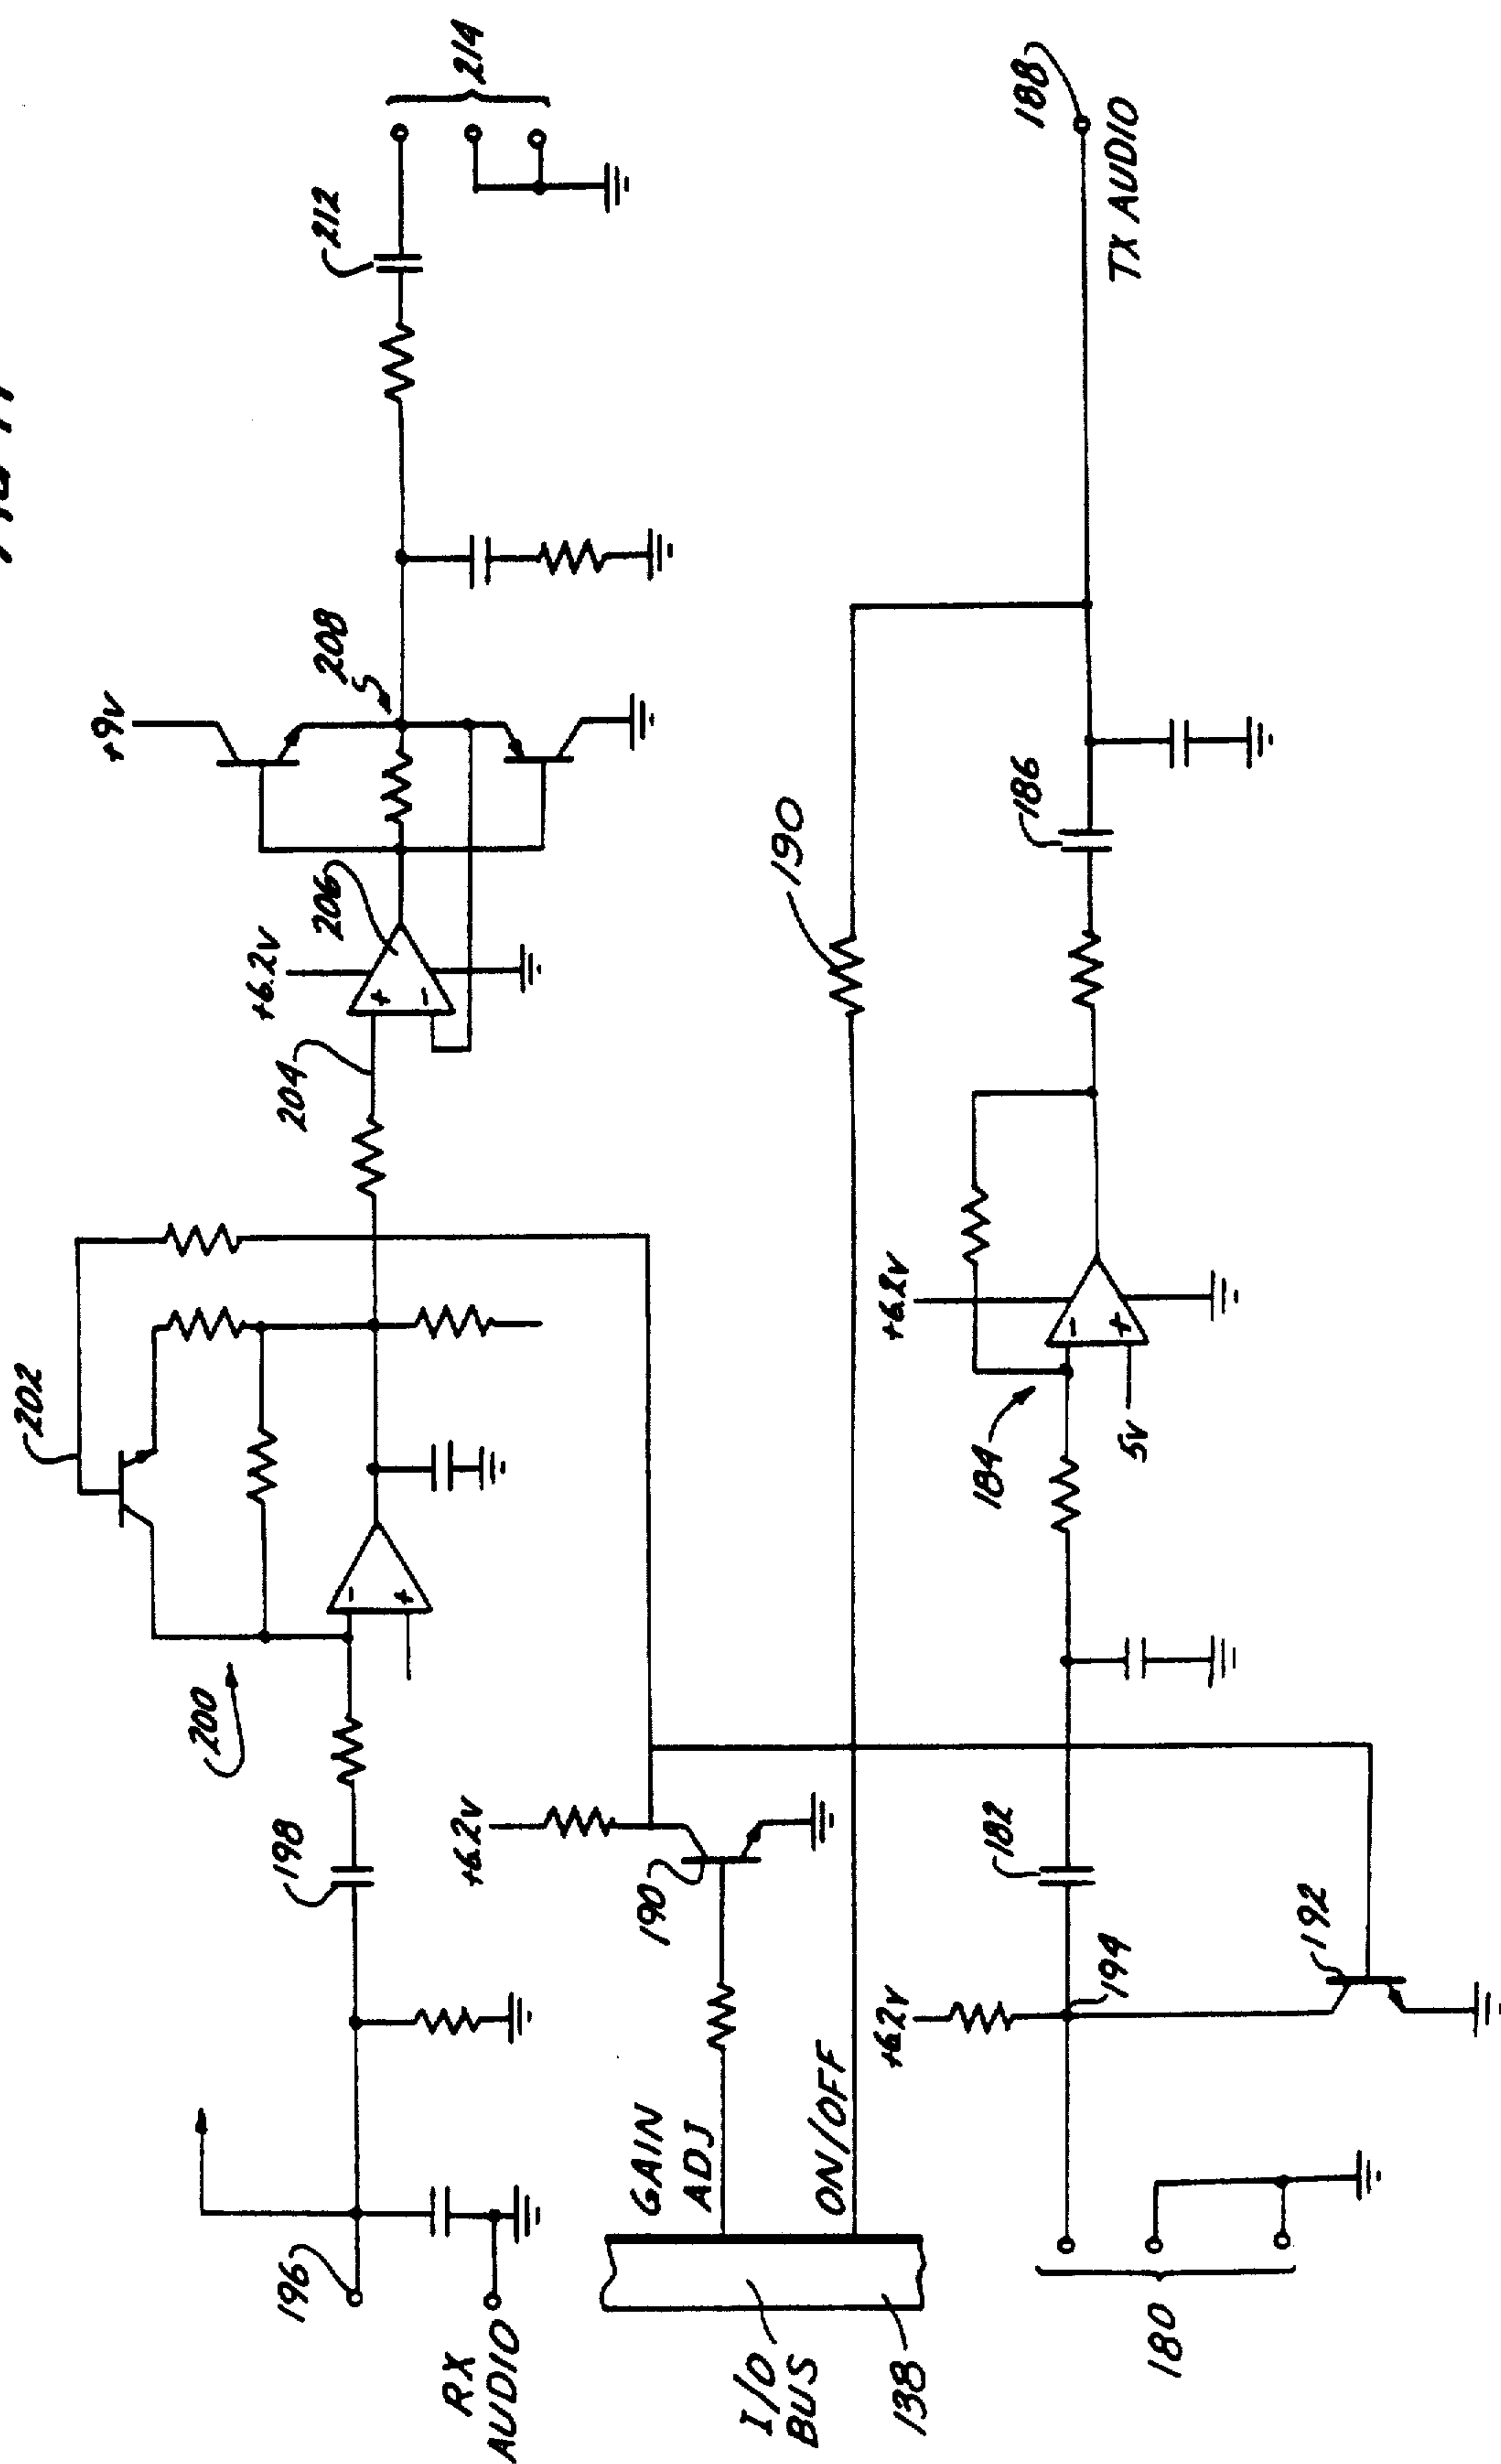 202
+9V
200
+6.2V
198
196
204
206
208
212
214
RX
AUDIO
+6.2V
−
+
+
−
190
GAIN
ADJ
190
I/O
BUS
ON/OFF
138
+6.2V
+6.2V
182
184
186
188
194
−
+
5V
TX AUDIO
180
192